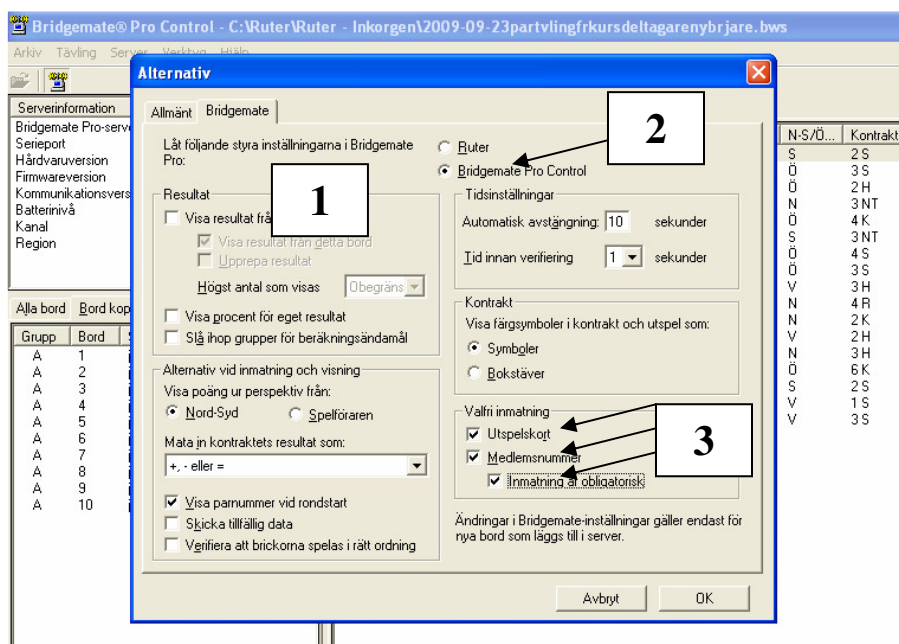 Bridgemate® Pro Control - C:\Ruter\Ruter - Inkorgen\2009-09-23partvlingfrkursdeltagarenybrjare.bws
Arkiv Tävling Server Verktyg Hjälp
Serverinformation
Bridgemate Pro-serv
Serieport
Hårdvaruversion
Firmwareversion
Kommunikationsvers
Batterinivå
Kanal
Region
Alla bord Bord kop
Grupp Bord
A 1
A 2
A 3
A 4
A 5
A 6
A 7
A 8
A 9
A 10
Alternativ
Allmänt Bridgemate
Låt följande styra inställningarna i Bridgemate
Pro:
Ruter
Bridgemate Pro Control
2
Resultat
Visa resultat frå
1
Visa resultat från detta bord
Upprepa resultat
Högst antal som visas Obegräns
Visa procent för eget resultat
Slå ihop grupper för beräkningsändamål
Alternativ vid inmatning och visning
Visa poäng ur perspektiv från:
Nord-Syd Spelföraren
Mata in kontraktets resultat som:
+, - eller =
Visa parnummer vid rondstart
Skicka tillfällig data
Verifiera att brickorna spelas i rätt ordning
Tidsinställningar
Automatisk avstängning: 10 sekunder
Tid innan verifiering 1 sekunder
Kontrakt
Visa färgsymboler i kontrakt och utspel som:
Symboler
Bokstäver
Valfri inmatning
Utspelskort
Medlemsnummer
Inmatning är obligatorisk
3
Ändringar i Bridgemate-inställningar gäller endast för
nya bord som läggs till i server.
Avbryt OK
N-S/Ö... Kontrakt
S 2 S
Ö 3 S
Ö 2 H
N 3 NT
Ö 4 K
S 3 NT
Ö 4 S
Ö 3 S
V 3 H
N 4 R
N 2 K
V 2 H
N 3 H
Ö 6 K
S 2 S
V 1 S
V 3 S